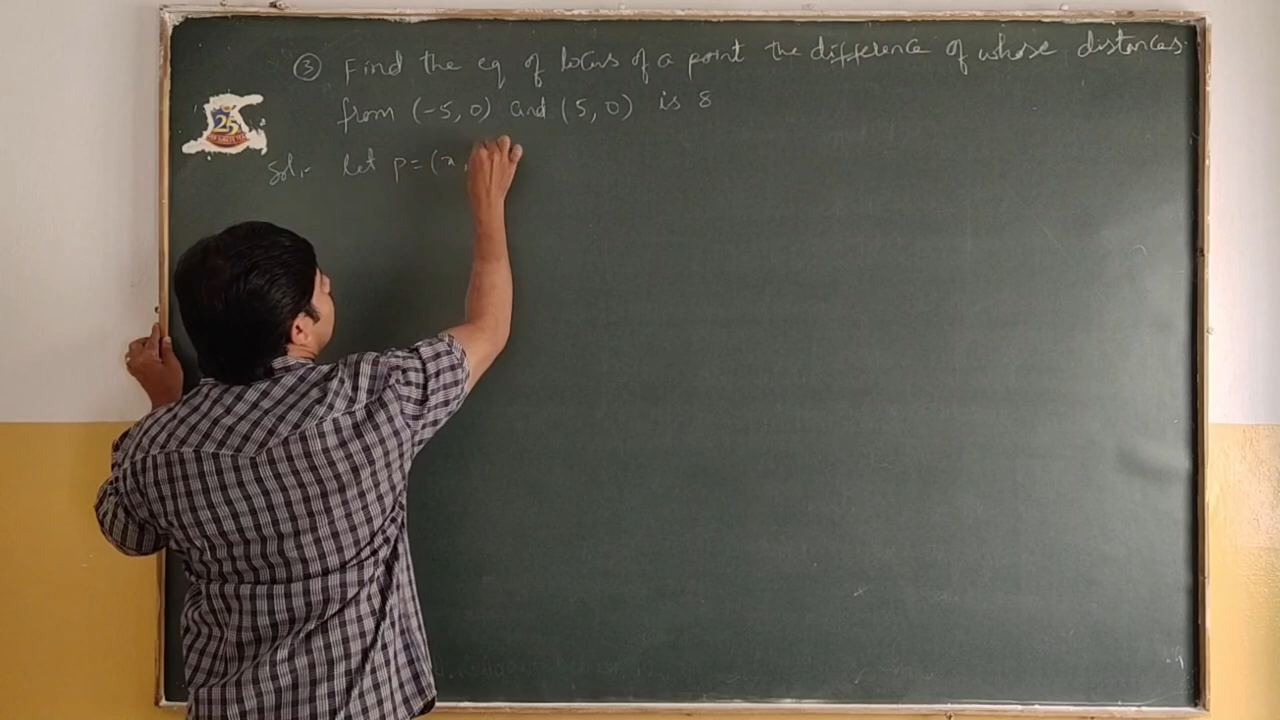 ③ Find the eq of locus of a point the difference of whose distances
from (-5, 0) and (5, 0) is 8
Sol:- let P=(x,
25